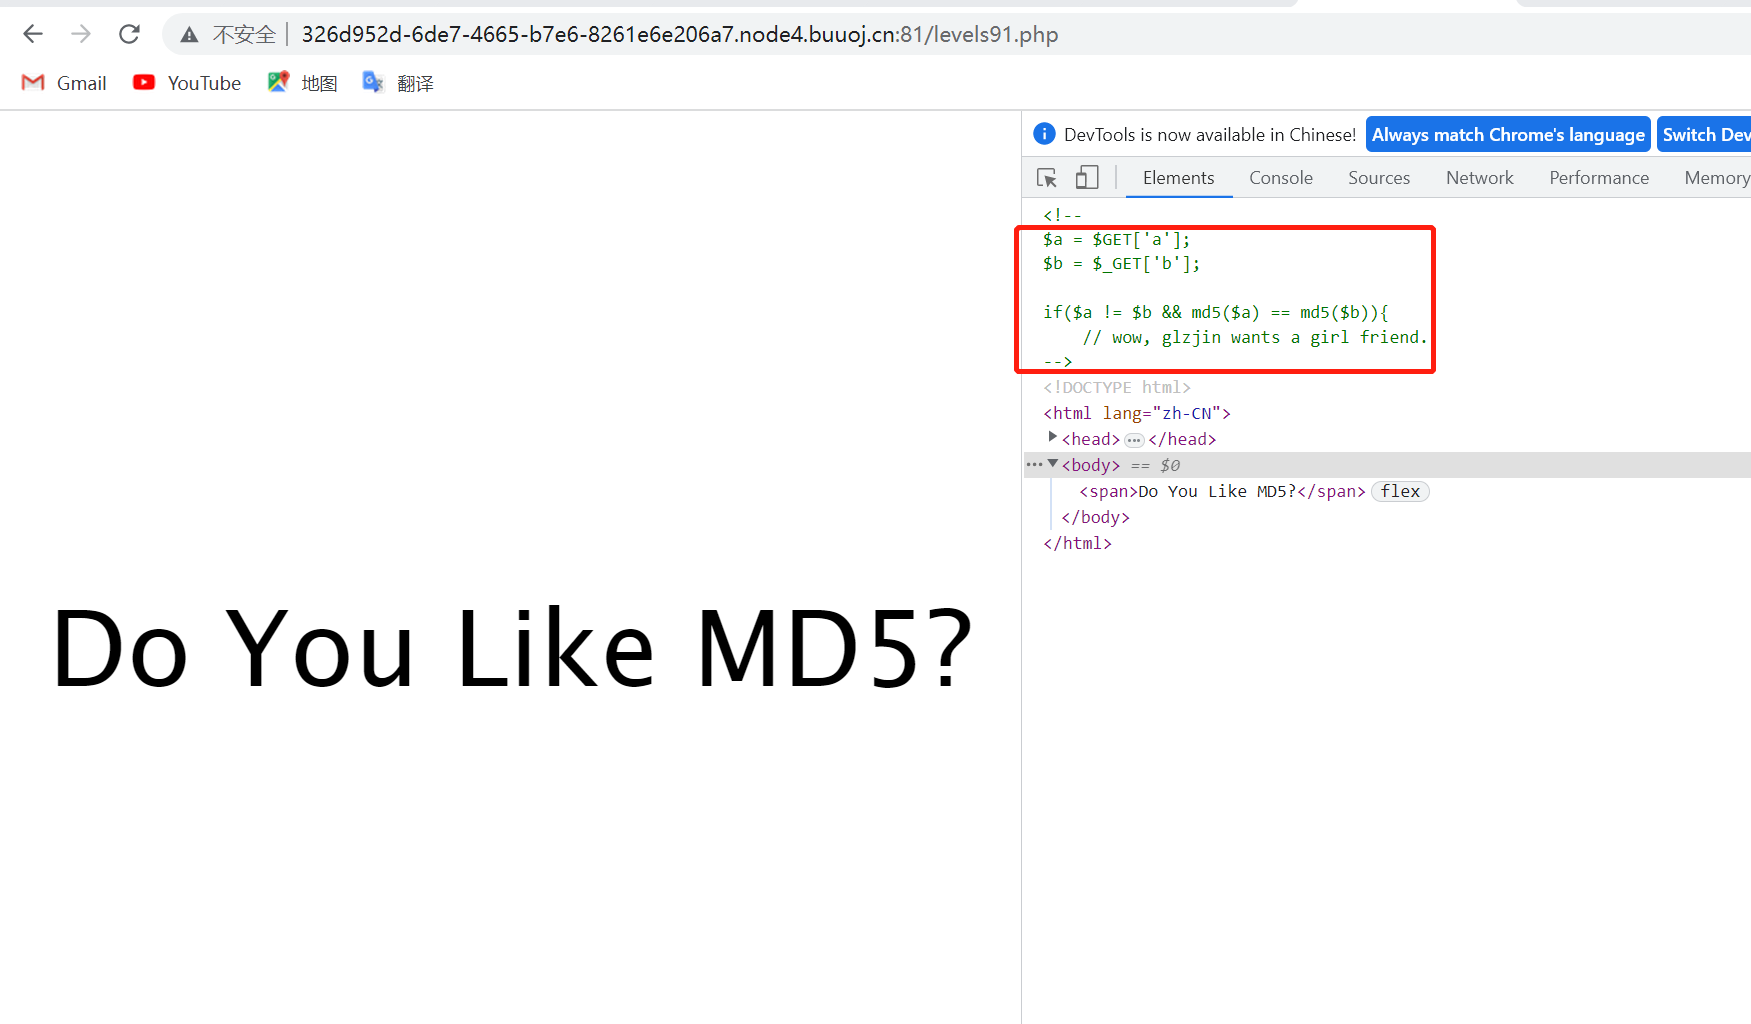 不安全 326d952d-6de7-4665-b7e6-8261e6e206a7.node4.buuoj.cn:81/levels91.php
Gmail YouTube 地图 翻译
DevTools is now available in Chinese! Always match Chrome's language Switch Dev
Elements Console Sources Network Performance Memory
<!--
$a = $GET['a'];
$b = $_GET['b'];
if($a != $b && md5($a) == md5($b)){
// wow, glzjin wants a girl friend.
-->
<!DOCTYPE html>
<html lang="zh-CN">
<head>…</head>
<body> == $0
<span>Do You Like MD5?</span> flex
</body>
</html>
Do You Like MD5?